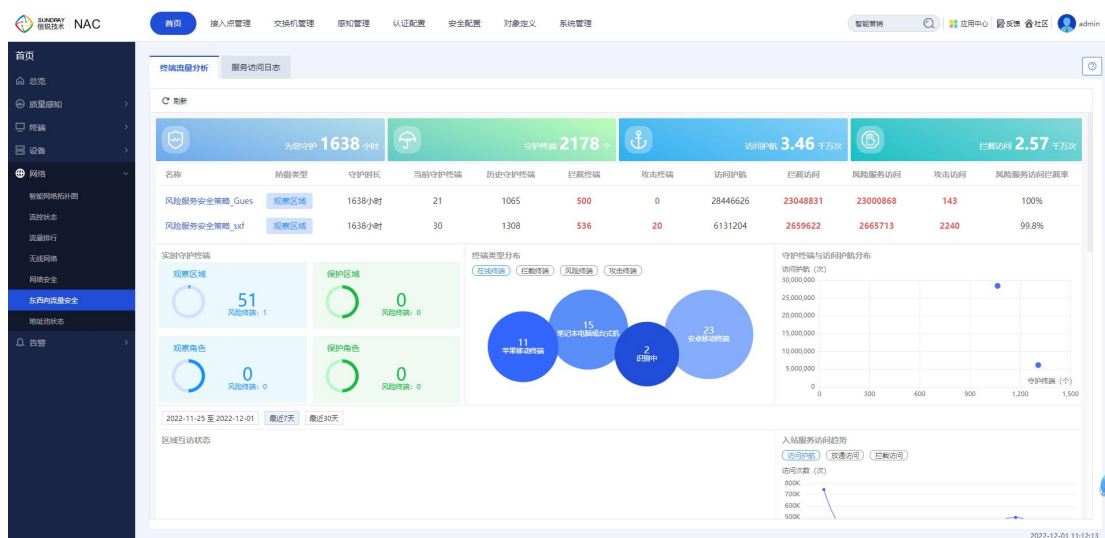 SUNDRAY 信锐技术 NAC
首页 接入点管理 交换机管理 感知管理 认证配置 安全配置 对象定义 系统管理
智能营销 应用中心 反馈 社区 admin
首页
总览
质量感知
终端
设备
网络
智能网络拓扑图
流控状态
流量排行
无线网络
网络安全
东西向流量安全
地址池状态
告警
终端流量分析 服务访问日志
刷新
为您守护 1638 小时
守护终端 2178 个
访问护航 3.46 千万次
拦截访问 2.57 千万次
名称 防御类型 守护时长 当前守护终端 历史守护终端 拦截终端 攻击终端 访问护航 拦截访问 风险服务访问 攻击访问 风险服务访问拦截率
风险服务安全策略_Gues 观察区域 1638小时 21 1065 500 0 28446626 23048831 23000868 143 100%
风险服务安全策略_sxf 观察区域 1638小时 30 1308 536 20 6131204 2659622 2665713 2240 99.8%
实时守护终端
观察区域
51
风险终端: 1
保护区域
0
风险终端: 0
观察角色
0
风险终端: 0
保护角色
0
风险终端: 0
终端类型分布
在线终端 拦截终端 风险终端 攻击终端
11
苹果移动终端
15
笔记本电脑或台式机
2
识别中
23
安卓移动终端
守护终端与访问护航分布
访问护航 (次)
30,000,000
25,000,000
20,000,000
15,000,000
10,000,000
5,000,000
0
守护终端 (个)
0 300 600 900 1,200 1,500
2022-11-25 至 2022-12-01 最近7天 最近30天
区域互访状态
入站服务访问趋势
访问护航 放通访问 拦截访问
访问次数 (次)
800K
700K
600K
500K
2022-12-01 11:12:13